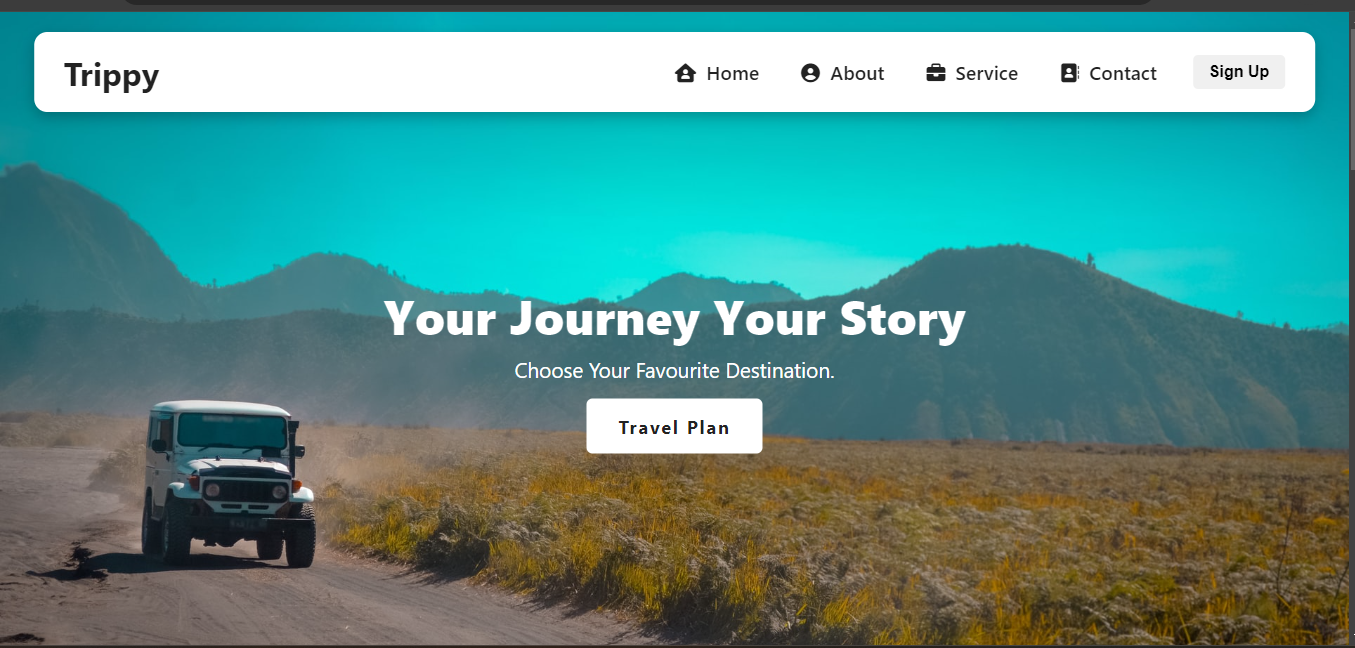 Trippy
Home About Service Contact Sign Up
Your Journey Your Story
Choose Your Favourite Destination.
Travel Plan